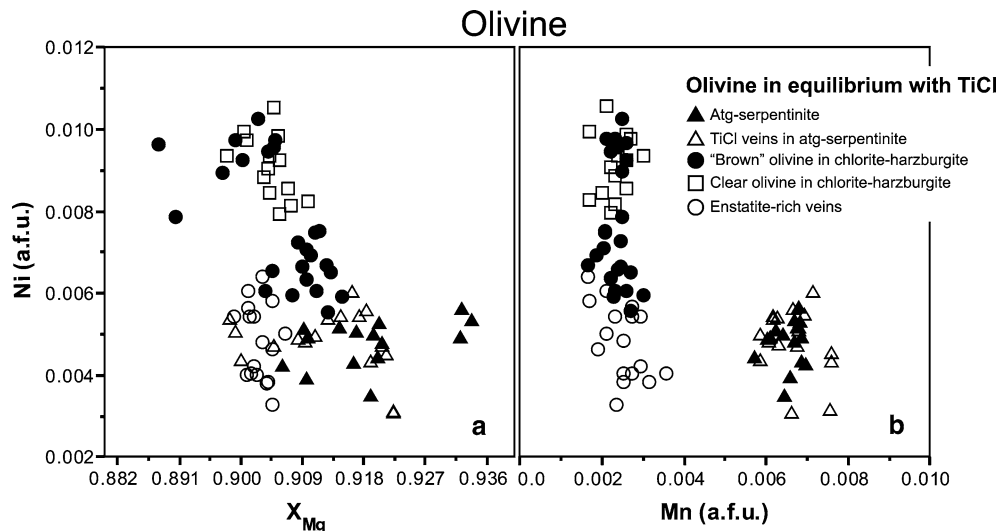 Olivine
0.012
0.010
0.008
0.006
0.004
0.002
Ni (a.f.u.)
0.882 0.891 0.900 0.909 0.918 0.927 0.936
XMg
a
Olivine in equilibrium with TiCl
Atg-serpentinite
TiCl veins in atg-serpentinite
“Brown” olivine in chlorite-harzburgite
Clear olivine in chlorite-harzburgite
Enstatite-rich veins
b
0.0 0.002 0.004 0.006 0.008 0.010
Mn (a.f.u.)